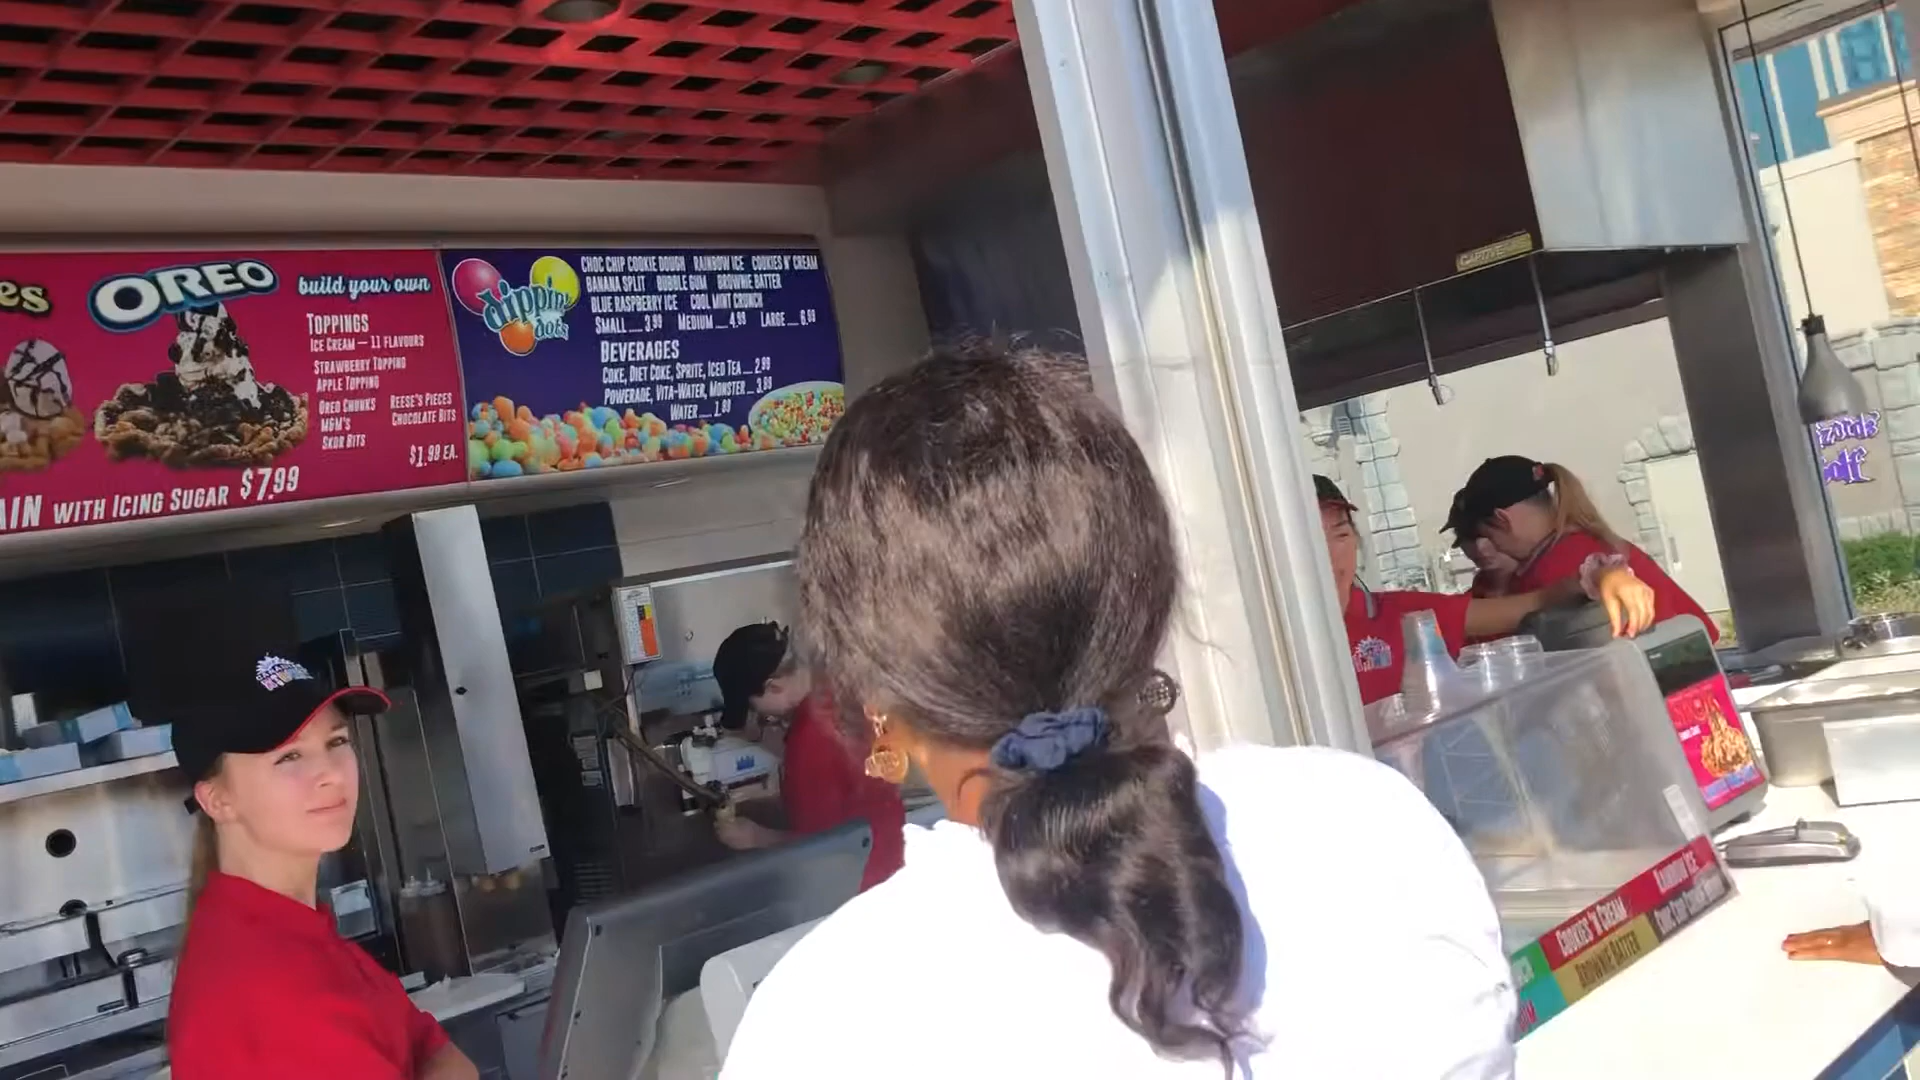 es
OREO
build your own
TOPPINGS
ICE CREAM — 11 FLAVOURS
STRAWBERRY TOPPING
APPLE TOPPING
OREO CHUNKS
M&M'S
SKOR BITS
REESE'S PIECES
CHOCOLATE BITS
$1.99 EA.
AIN WITH ICING SUGAR $7.99
dippin'
dots
CHOC CHIP COOKIE DOUGH RAINBOW ICE COOKIES N' CREAM
BANANA SPLIT BUBBLE GUM BROWNIE BATTER
BLUE RASPBERRY ICE COOL MINT CRUNCH
SMALL .... 3.99 MEDIUM .... 4.99 LARGE .... 6.99
BEVERAGES
COKE, DIET COKE, SPRITE, ICED TEA .... 2.99
POWERADE, VITA-WATER, MONSTER .... 3.99
WATER .... 1.99
CAPTIVEAIRE
RAINBOW ICE
COOKIES 'N' CREAM
BROWNIE BATTER